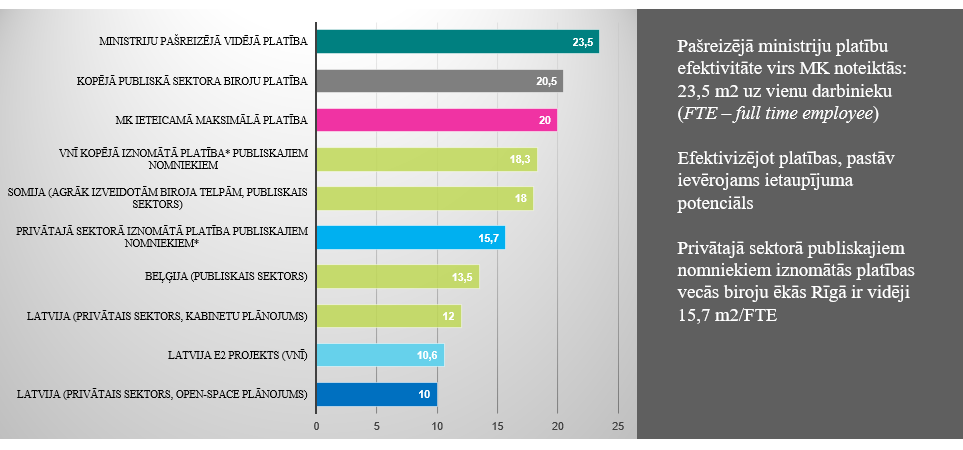 MINISTRIJU PAŠREIZĒJĀ VIDĒJĀ PLATĪBA
23,5
KOPĒJĀ PUBLISKĀ SEKTORA BIROJU PLATĪBA
20,5
MK IETEICAMĀ MAKSIMĀLĀ PLATĪBA
20
VNĪ KOPĒJĀ IZNOMĀTĀ PLATĪBA* PUBLISKAJIEM
NOMNIEKIEM
18,3
SOMIJA (AGRĀK IZVEIDOTĀM BIROJA TELPĀM, PUBLISKAIS
SEKTORS)
18
PRIVĀTAJĀ SEKTORĀ IZNOMĀTĀ PLATĪBA PUBLISKAJIEM
NOMNIEKIEM*
15,7
BEĻĢIJA (PUBLISKAIS SEKTORS)
13,5
LATVIJA (PRIVĀTAIS SEKTORS, KABINETU PLĀNOJUMS)
12
LATVIJA E2 PROJEKTS (VNĪ)
10,6
LATVIJA (PRIVĀTAIS SEKTORS, OPEN-SPACE PLĀNOJUMS)
10
0 5 10 15 20 25
Pašreizējā ministriju platību
efektivitāte virs MK noteiktās:
23,5 m2 uz vienu darbinieku
(FTE – full time employee)
Efektivizējot platības, pastāv
ievērojams ietaupījuma
potenciāls
Privātajā sektorā publiskajiem
nomniekiem iznomātās platības
vecās biroju ēkās Rīgā ir vidēji
15,7 m2/FTE